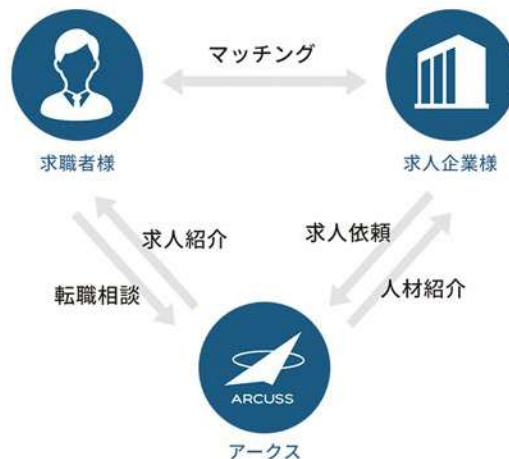 マッチング
求職者様
求人企業様
求人紹介
求人依頼
転職相談
人材紹介
ARCUSS
アークス